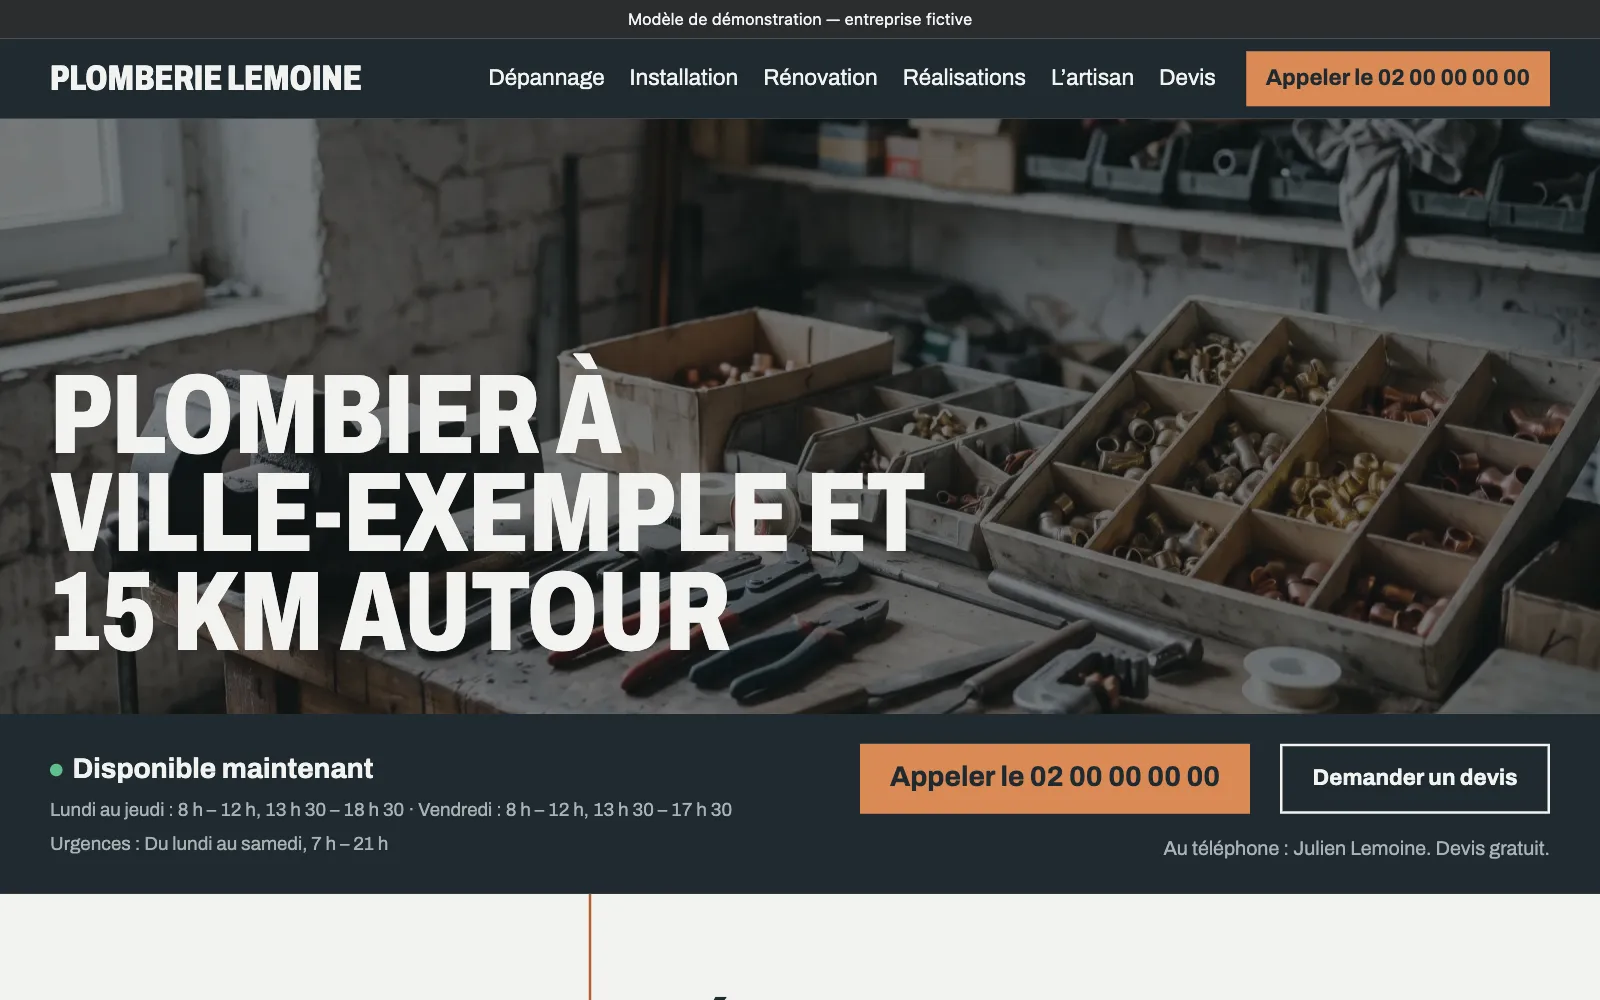 Modèle de démonstration — entreprise fictive
PLOMBERIE LEMOINE
Dépannage
Installation
Rénovation
Réalisations
L’artisan
Devis
Appeler le 02 00 00 00 00
PLOMBIER À
VILLE-EXEMPLE ET
15 KM AUTOUR
Disponible maintenant
Lundi au jeudi : 8 h – 12 h, 13 h 30 – 18 h 30 · Vendredi : 8 h – 12 h, 13 h 30 – 17 h 30
Urgences : Du lundi au samedi, 7 h – 21 h
Appeler le 02 00 00 00 00
Demander un devis
Au téléphone : Julien Lemoine. Devis gratuit.